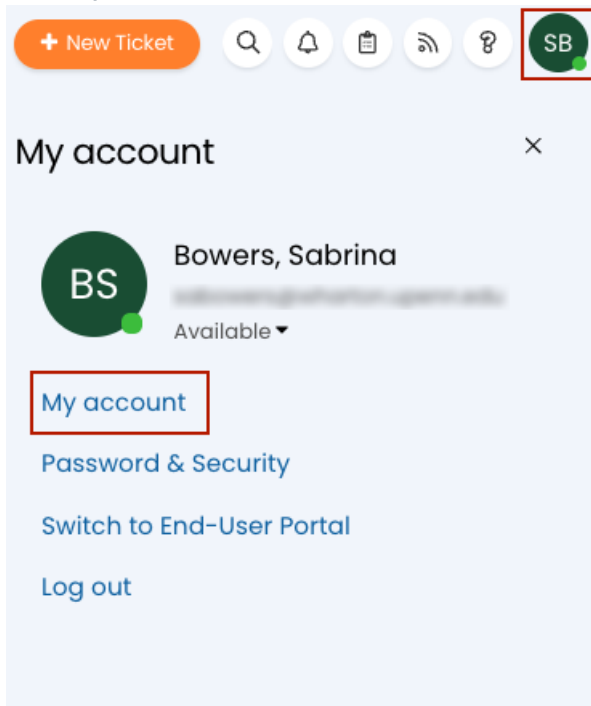 + New Ticket
SB
My account
BS
Bowers, Sabrina
Available
My account
Password & Security
Switch to End-User Portal
Log out